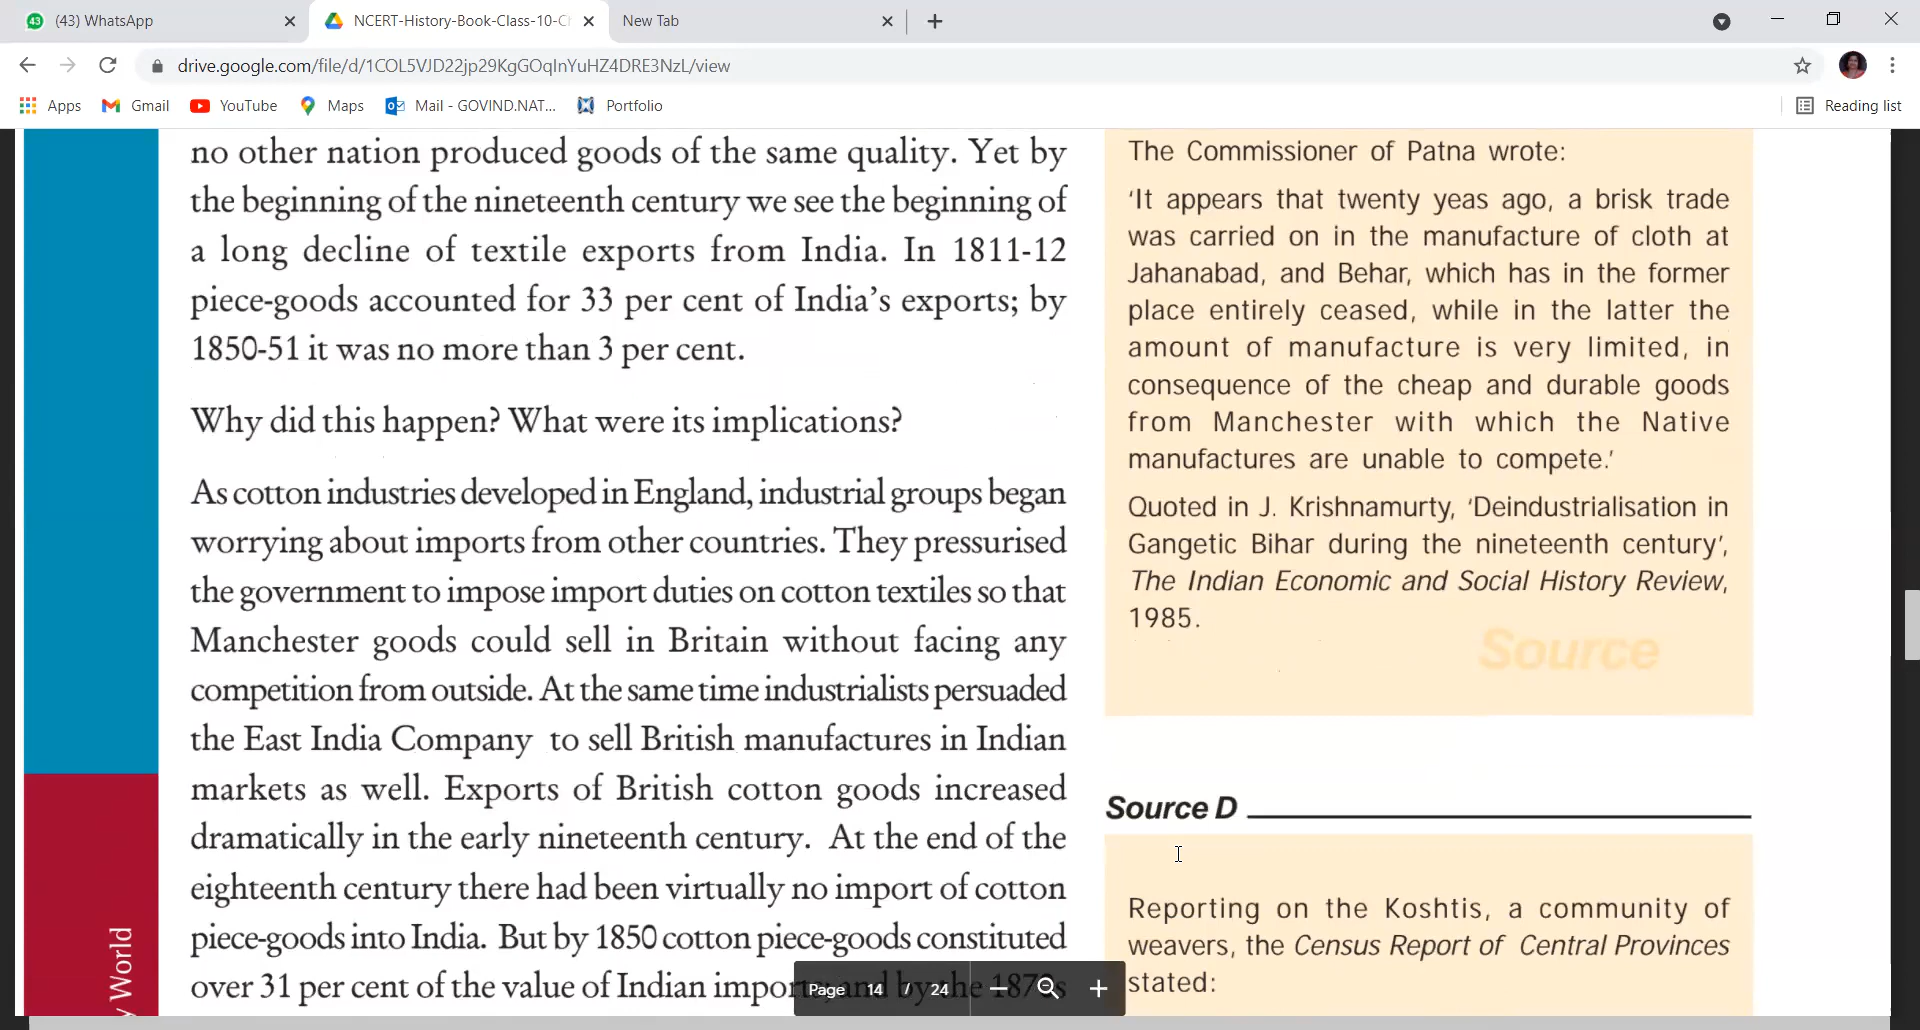 (43) WhatsApp
NCERT-History-Book-Class-10-C
New Tab
drive.google.com/file/d/1COL5VJD22jp29KgGOqInYuHZ4DRE3NzL/view
Apps
Gmail
YouTube
Maps
Mail - GOVIND.NAT...
Portfolio
Reading list
no other nation produced goods of the same quality. Yet by
the beginning of the nineteenth century we see the beginning of
a long decline of textile exports from India. In 1811-12
piece-goods accounted for 33 per cent of India's exports; by
1850-51 it was no more than 3 per cent.
Why did this happen? What were its implications?
As cotton industries developed in England, industrial groups began
worrying about imports from other countries. They pressurised
the government to impose import duties on cotton textiles so that
Manchester goods could sell in Britain without facing any
competition from outside. At the same time industrialists persuaded
the East India Company to sell British manufactures in Indian
markets as well. Exports of British cotton goods increased
dramatically in the early nineteenth century. At the end of the
eighteenth century there had been virtually no import of cotton
piece-goods into India. But by 1850 cotton piece-goods constituted
over 31 per cent of the value of Indian imports; and by the 1870s
The Commissioner of Patna wrote:
'It appears that twenty yeas ago, a brisk trade
was carried on in the manufacture of cloth at
Jahanabad, and Behar, which has in the former
place entirely ceased, while in the latter the
amount of manufacture is very limited, in
consequence of the cheap and durable goods
from Manchester with which the Native
manufactures are unable to compete.'
Quoted in J. Krishnamurty, 'Deindustrialisation in
Gangetic Bihar during the nineteenth century',
The Indian Economic and Social History Review,
1985.
Source
Source D
Reporting on the Koshtis, a community of
weavers, the Census Report of Central Provinces
stated:
y World
Page 14 / 24